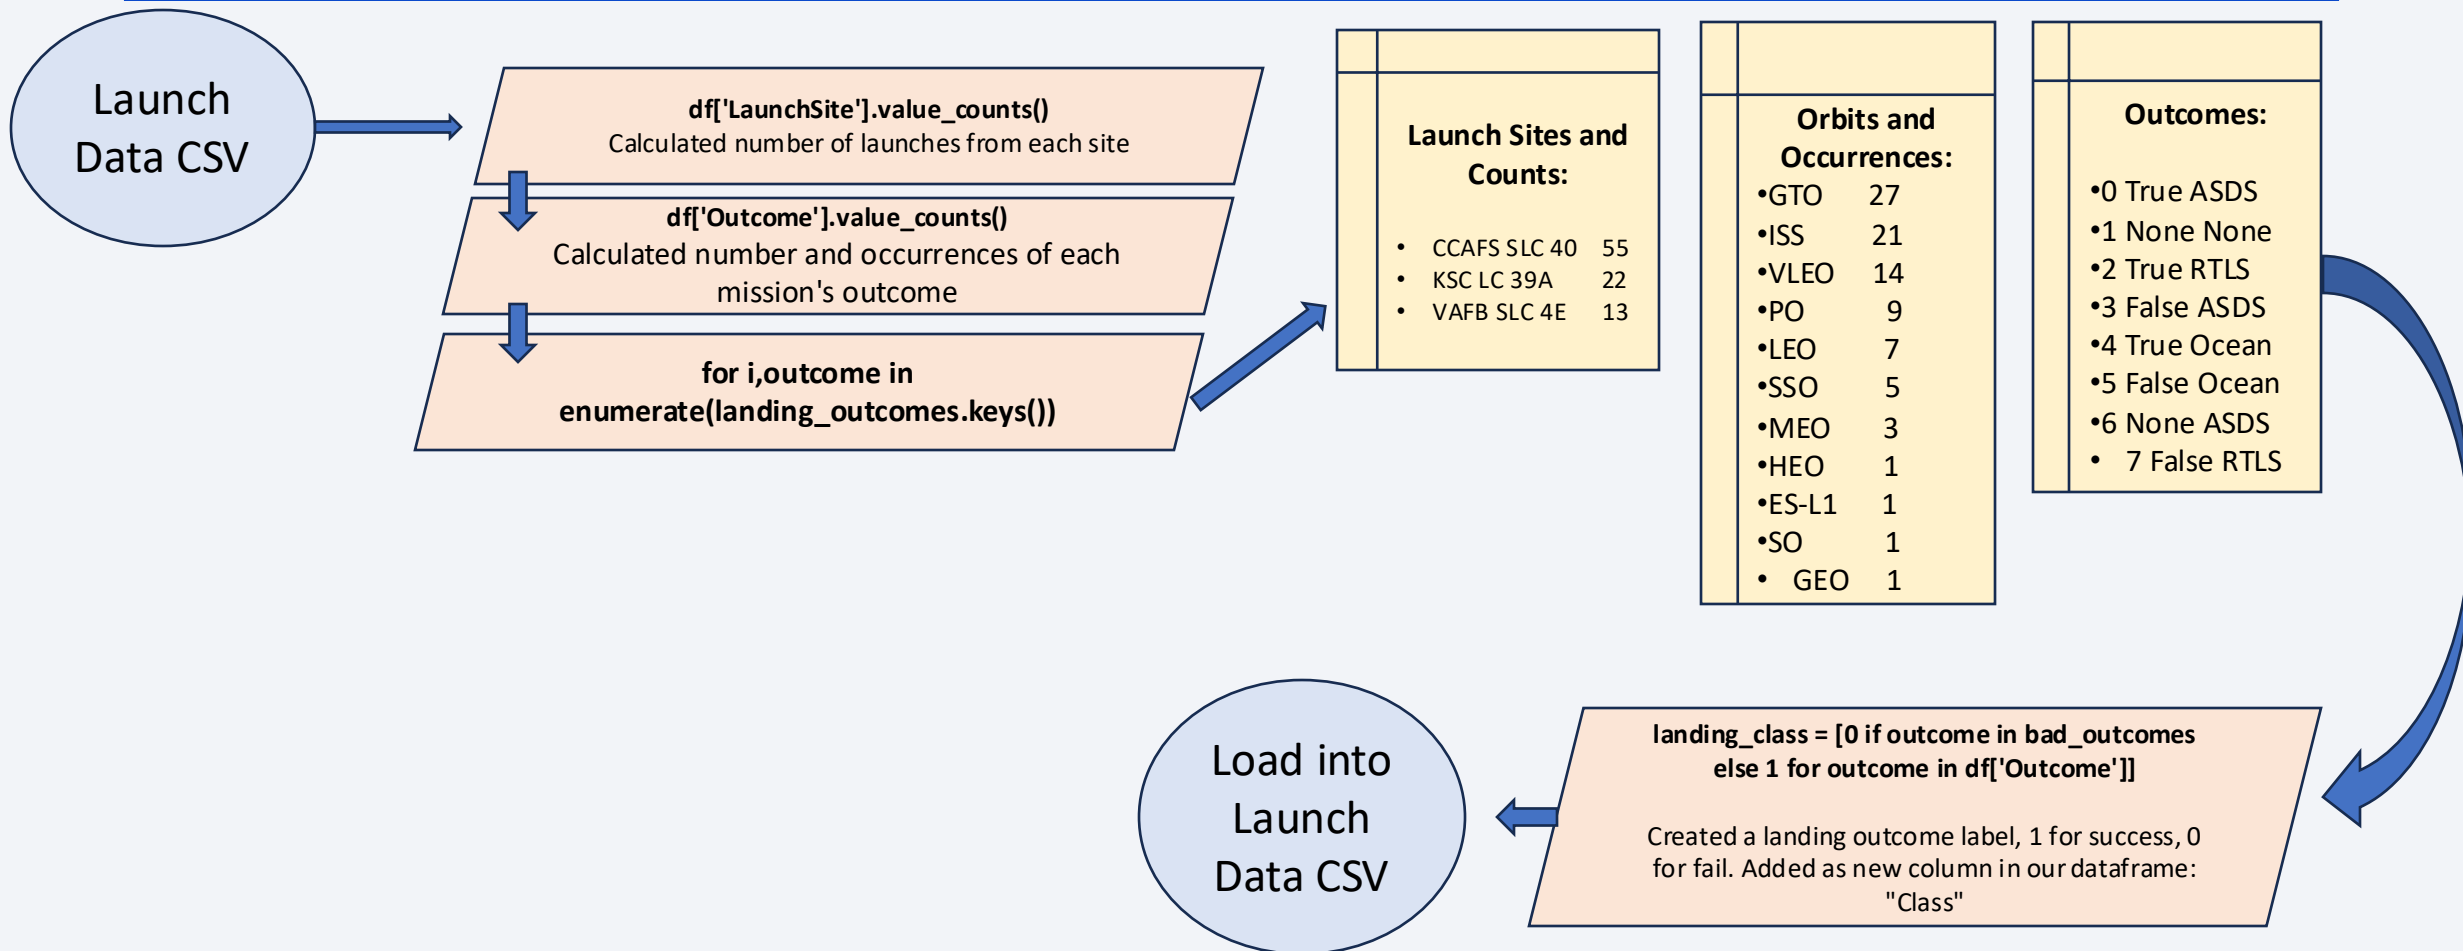 Launch
Data CSV
df['LaunchSite'].value_counts()
Calculated number of launches from each site
df['Outcome'].value_counts()
Calculated number and occurrences of each
mission's outcome
for i,outcome in
enumerate(landing_outcomes.keys())
Launch Sites and
Counts:
• CCAFS SLC 40 55
• KSC LC 39A 22
• VAFB SLC 4E 13
Orbits and
Occurrences:
•GTO 27
•ISS 21
•VLEO 14
•PO 9
•LEO 7
•SSO 5
•MEO 3
•HEO 1
•ES-L1 1
•SO 1
• GEO 1
Outcomes:
•0 True ASDS
•1 None None
•2 True RTLS
•3 False ASDS
•4 True Ocean
•5 False Ocean
•6 None ASDS
• 7 False RTLS
landing_class = [0 if outcome in bad_outcomes
else 1 for outcome in df['Outcome']]
Created a landing outcome label, 1 for success, 0
for fail. Added as new column in our dataframe:
"Class"
Load into
Launch
Data CSV